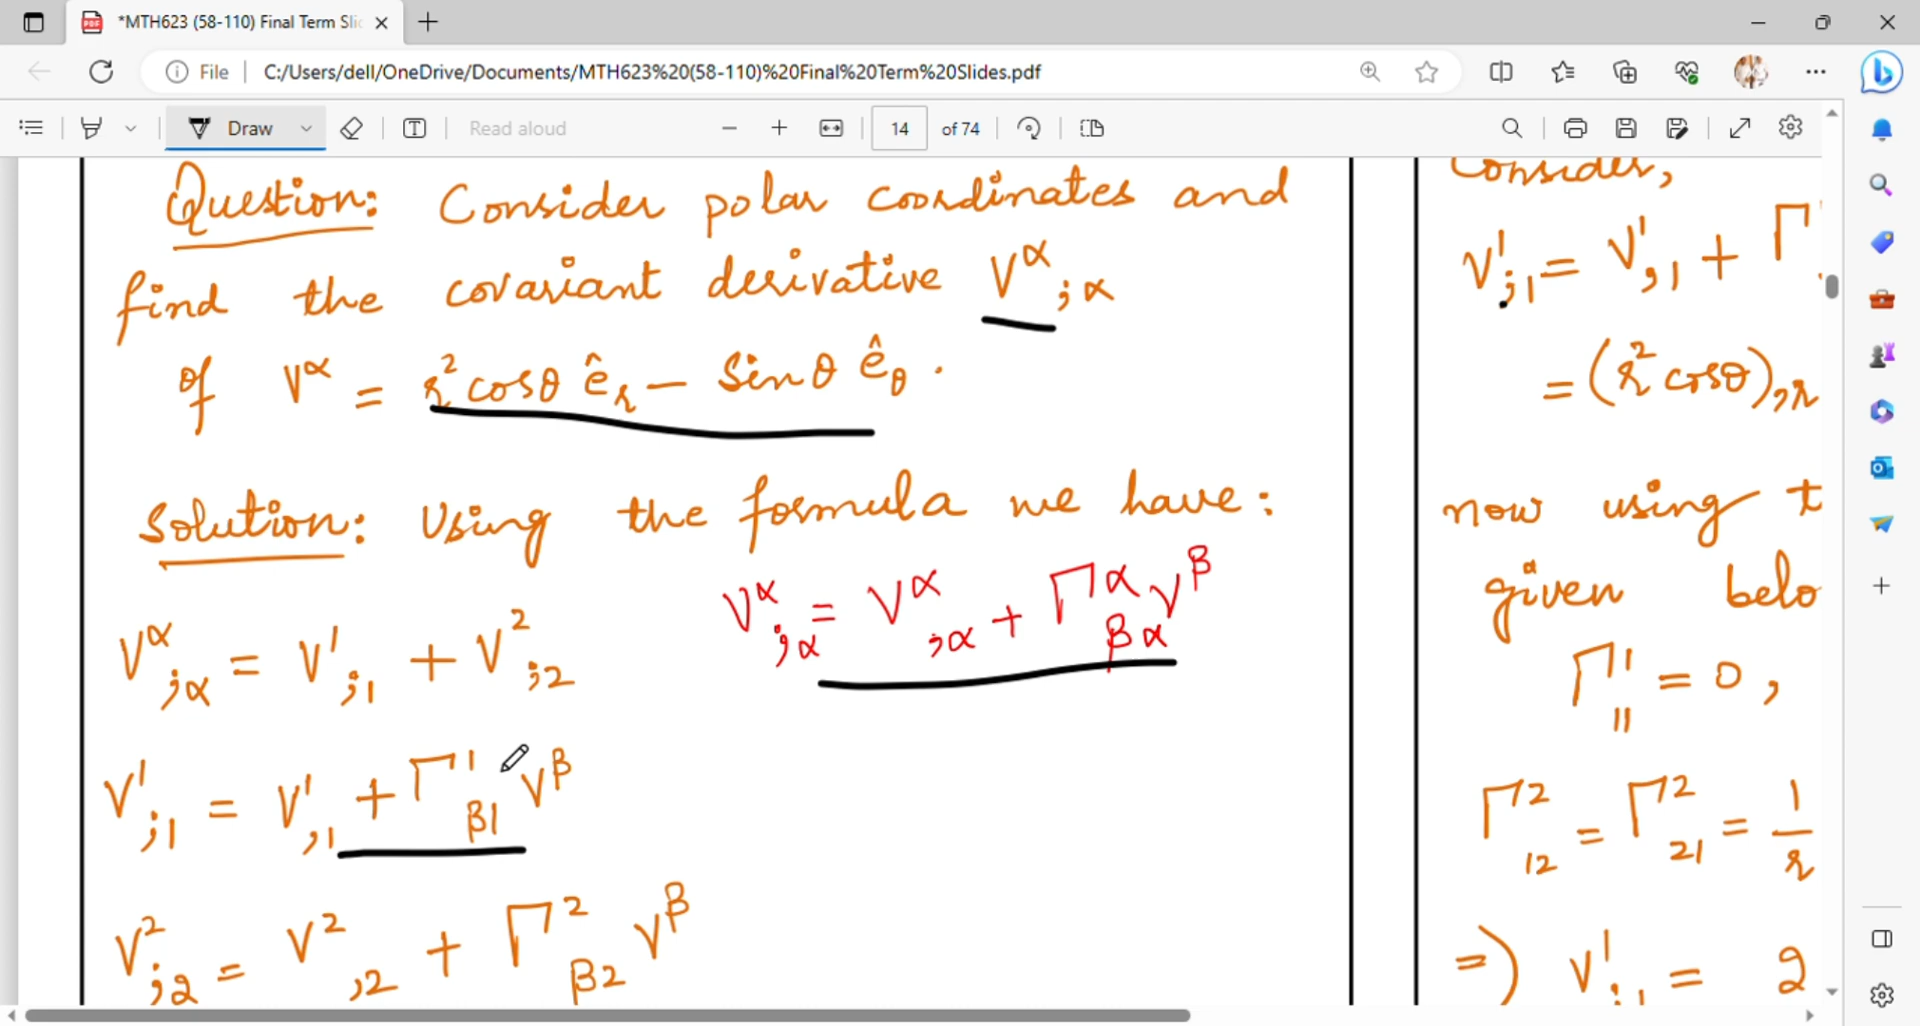 *MTH623 (58-110) Final Term Slid
File
C:/Users/dell/OneDrive/Documents/MTH623%20(58-110)%20Final%20Term%20Slides.pdf
Draw
Read aloud
14 of 74
Question: Consider polar coordinates and
find the covariant derivative V^α_;α
of V^α = r² cosθ ê_r − Sinθ ê_θ.
Solution: Using the formula we have:
V^α_;α = V^α_,α + Γ^α_βα V^β
V^α_;α = V^1_;1 + V^2_;2
V^1_;1 = V^1_,1 + Γ^1_β1 V^β
V^2_;2 = V^2_,2 + Γ^2_β2 V^β
Consider,
V^1_;1 = V^1_,1 + Γ
= (r² cosθ)_,r
now using t
given belo
Γ^1_11 = 0,
Γ^2_12 = Γ^2_21 = 1/r
=) V^1_;1 = 2